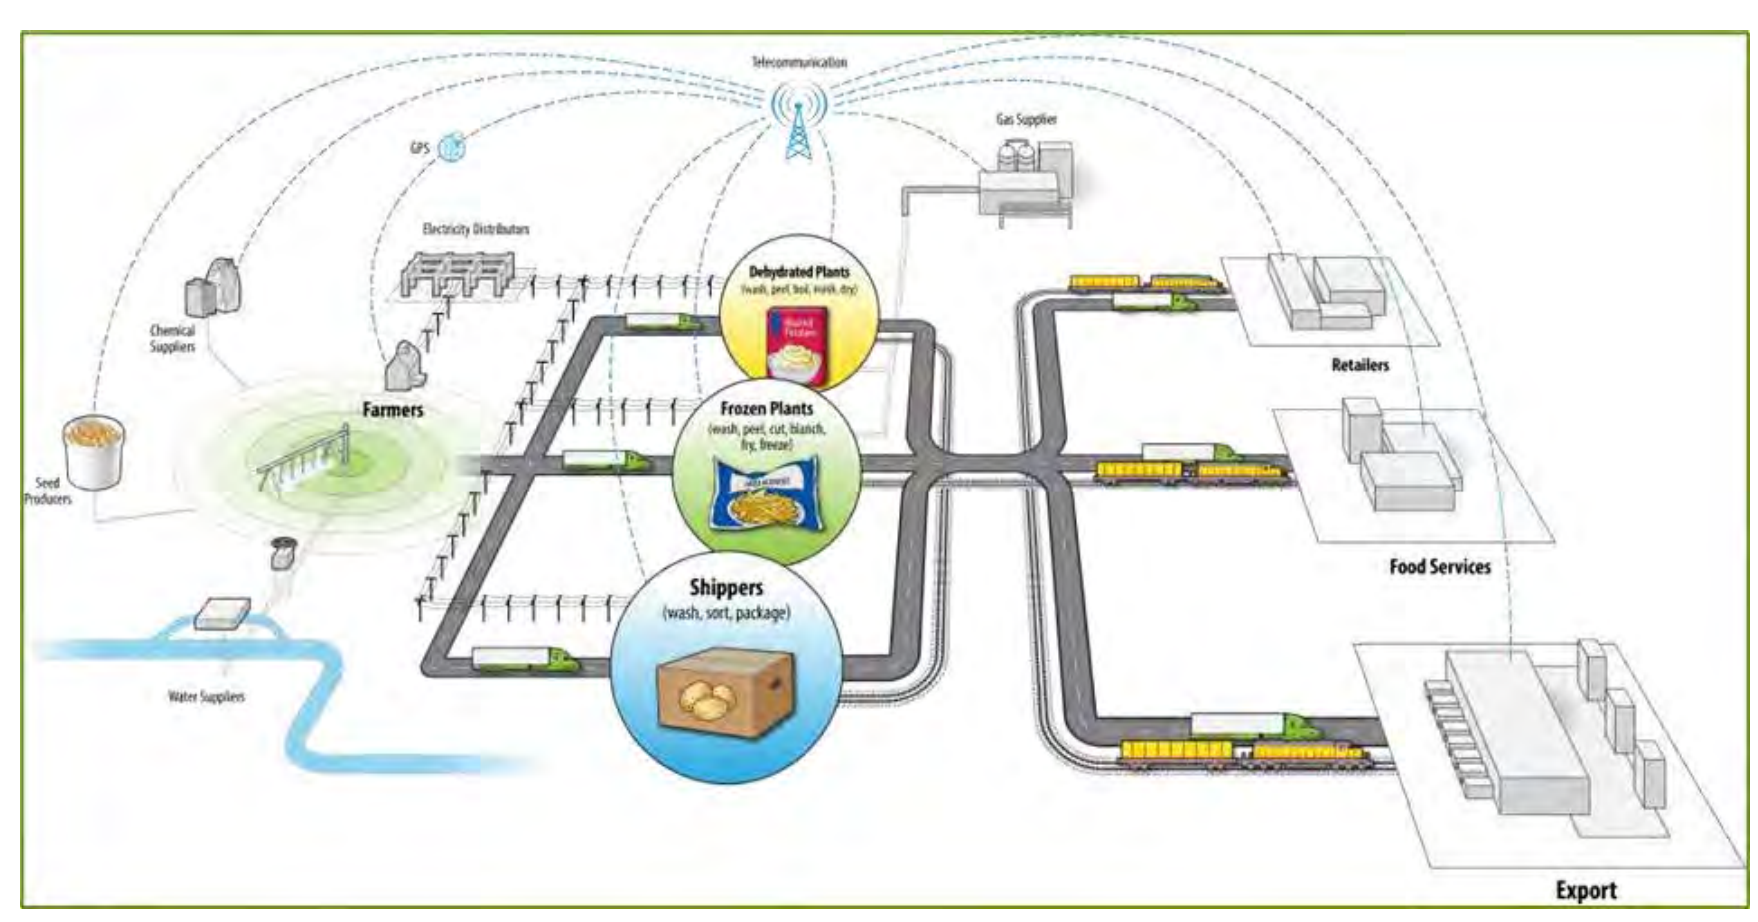 Telecommunication
Gas Supplier
GPS
Electricity Distributors
Dehydrated Plants
(wash, peel, boil, mash, dry)
Chemical
Suppliers
Retailers
Farmers
Frozen Plants
(wash, peel, cut, blanch,
fry, freeze)
Seed
Producers
Food Services
Shippers
(wash, sort, package)
Water Suppliers
Export